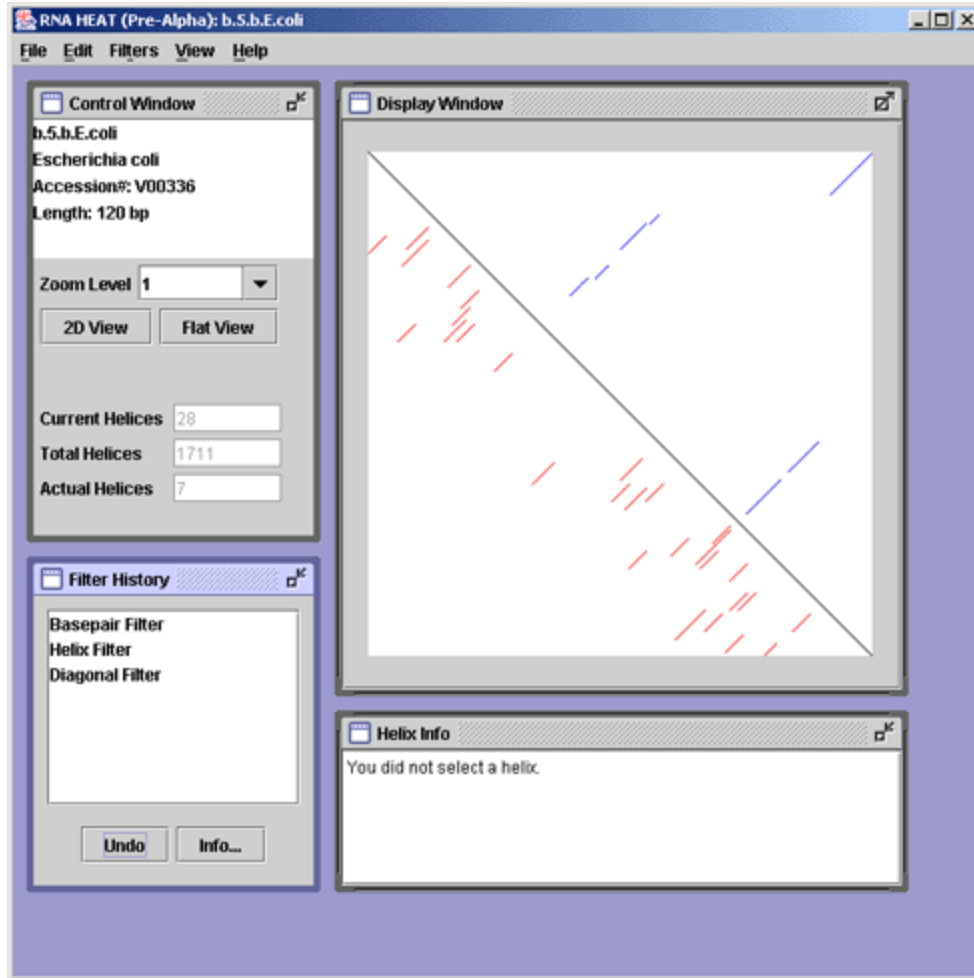 RNA HEAT (Pre-Alpha): b.5.b.E.coli
File Edit Filters View Help
Control Window
b.5.b.E.coli
Escherichia coli
Accession#: V00336
Length: 120 bp
Zoom Level 1
2D View Flat View
Current Helices 28
Total Helices 1711
Actual Helices 7
Filter History
Basepair Filter
Helix Filter
Diagonal Filter
Undo Info...
Display Window
Helix Info
You did not select a helix.